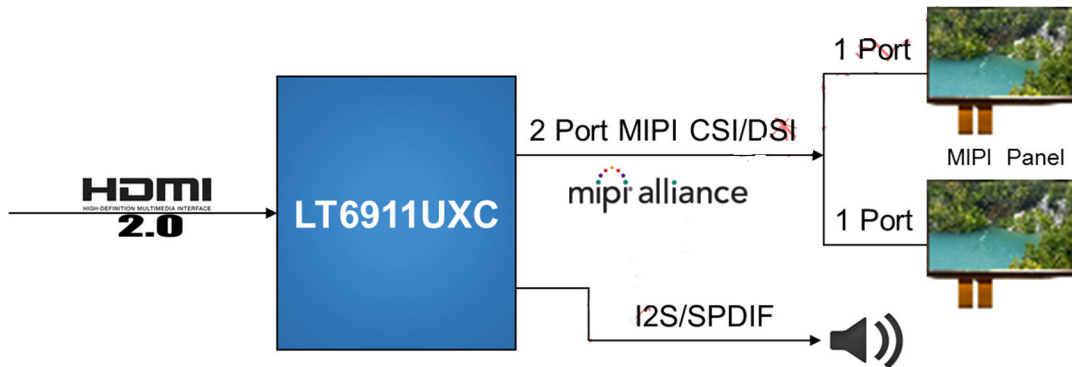 HDMI
HIGH-DEFINITION MULTIMEDIA INTERFACE
2.0
LT6911UXC
2 Port MIPI CSI/DSI
mipi alliance
1 Port
MIPI Panel
1 Port
I2S/SPDIF